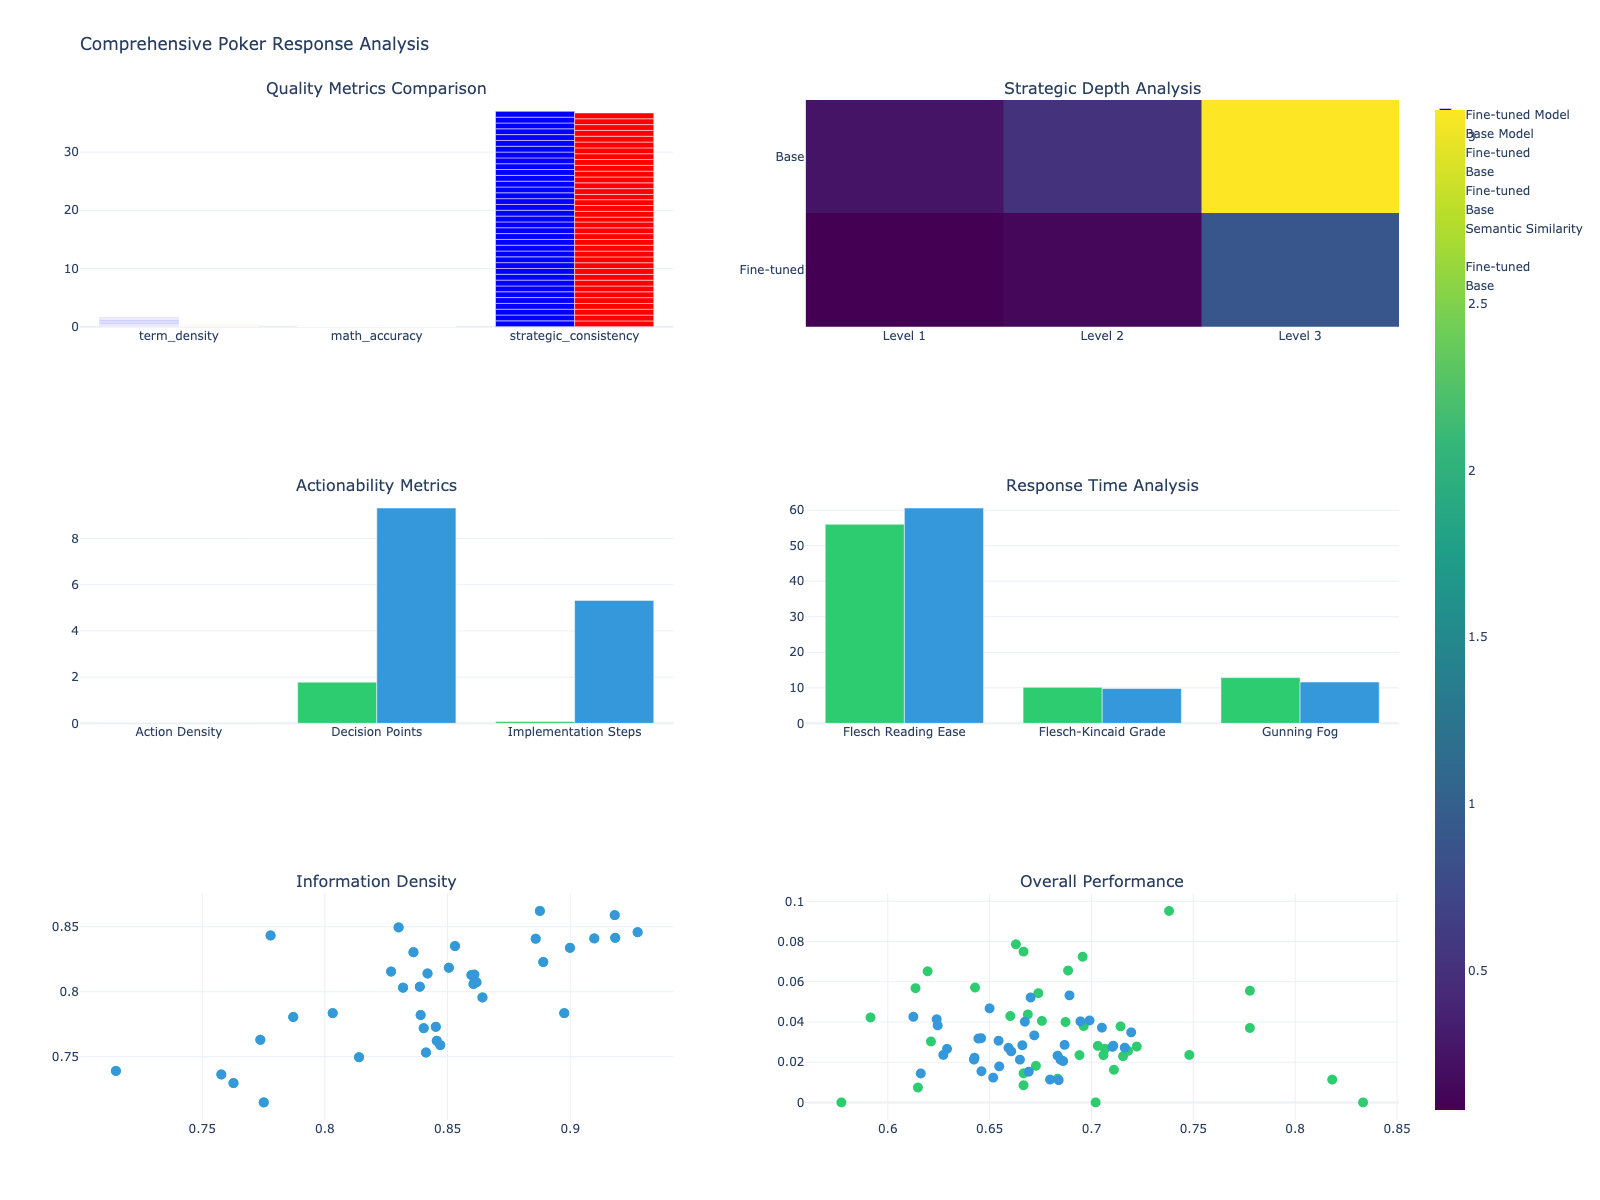 Comprehensive Poker Response Analysis
Quality Metrics Comparison
30
20
10
0
term_density
math_accuracy
strategic_consistency
Strategic Depth Analysis
Base
Fine-tuned
Level 1
Level 2
Level 3
Fine-tuned Model
Base Model
Fine-tuned
Base
Fine-tuned
Base
Semantic Similarity
Fine-tuned
Base
3
2.5
2
1.5
1
0.5
Actionability Metrics
8
6
4
2
0
Action Density
Decision Points
Implementation Steps
Response Time Analysis
60
50
40
30
20
10
0
Flesch Reading Ease
Flesch-Kincaid Grade
Gunning Fog
Information Density
0.85
0.8
0.75
0.75
0.8
0.85
0.9
Overall Performance
0.1
0.08
0.06
0.04
0.02
0
0.6
0.65
0.7
0.75
0.8
0.85